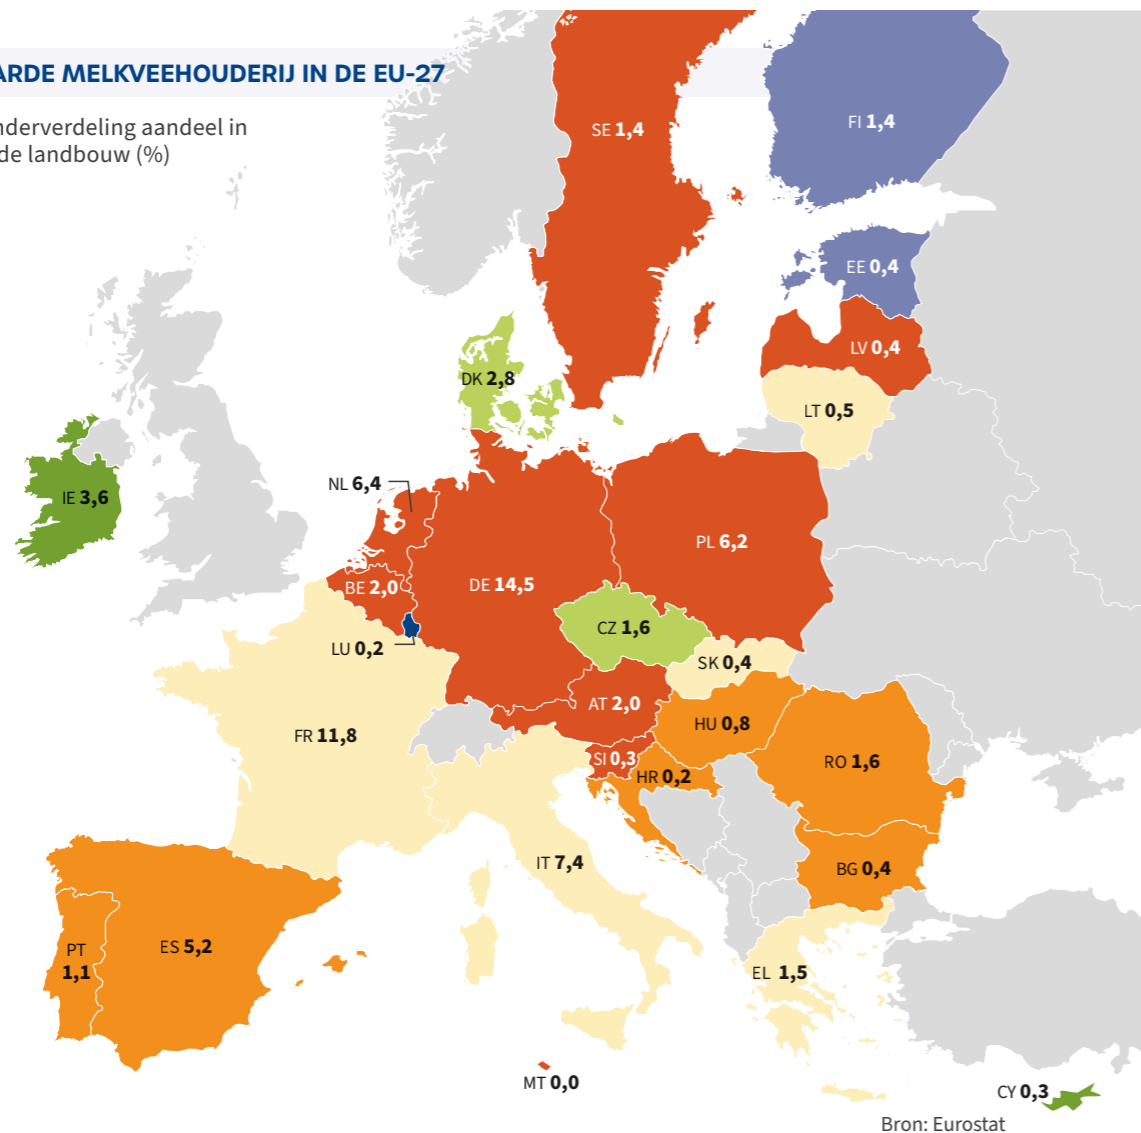 ARDE MELKVEEHOUDERIJ IN DE EU-27
nderverdeling aandeel in
de landbouw (%)
SE 1,4
FI 1,4
EE 0,4
LV 0,4
LT 0,5
DK 2,8
IE 3,6
NL 6,4
PL 6,2
BE 2,0
DE 14,5
CZ 1,6
LU 0,2
SK 0,4
AT 2,0
HU 0,8
FR 11,8
SI 0,3
HR 0,2
RO 1,6
IT 7,4
BG 0,4
PT
1,1
ES 5,2
EL 1,5
MT 0,0
CY 0,3
Bron: Eurostat